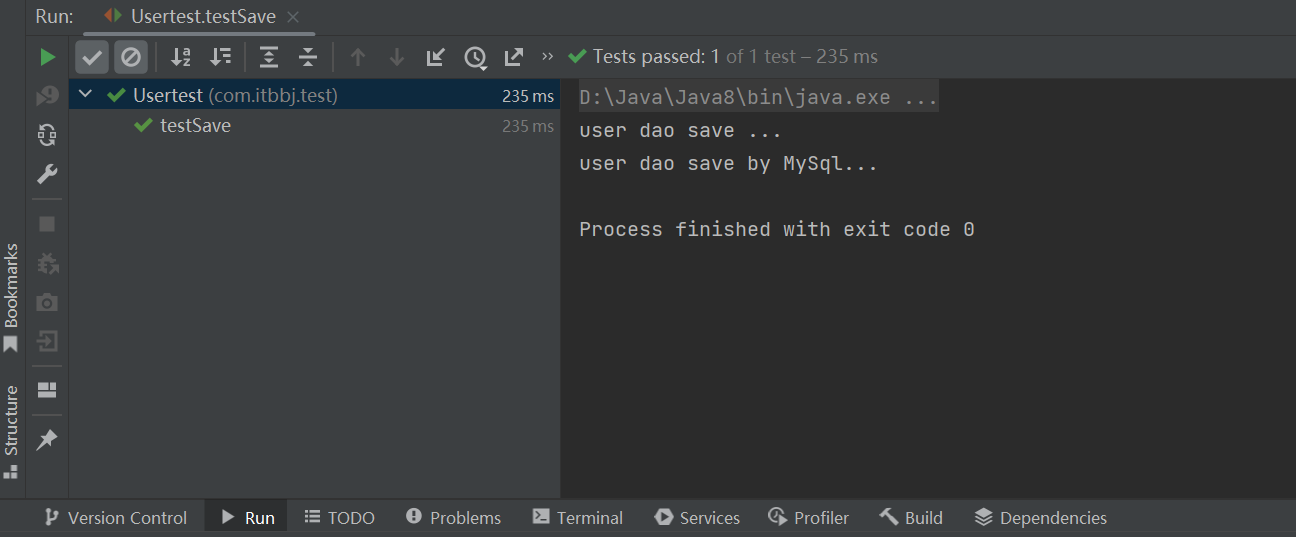 Run: Usertest.testSave
Tests passed: 1 of 1 test – 235 ms
Usertest (com.itbbj.test) 235 ms
testSave 235 ms
D:\Java\Java8\bin\java.exe ...
user dao save ...
user dao save by MySql...
Process finished with exit code 0
Bookmarks
Structure
Version Control Run TODO Problems Terminal Services Profiler Build Dependencies